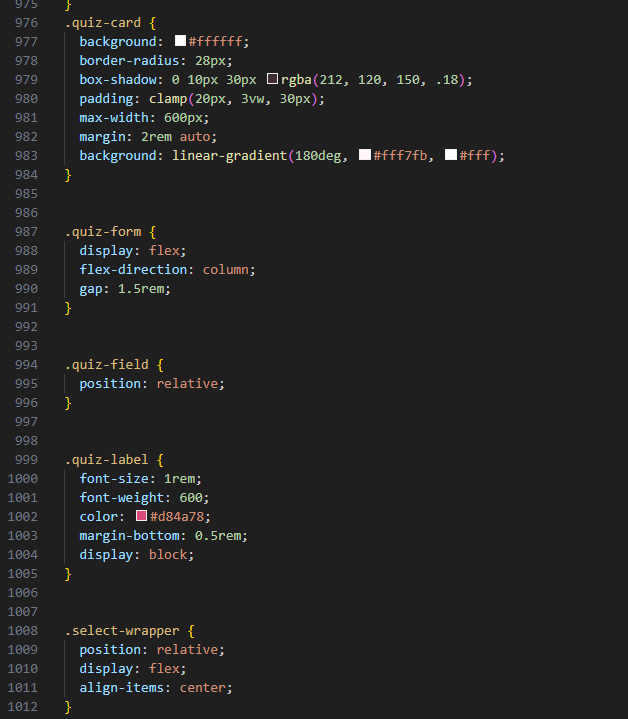 975 }
976 .quiz-card {
977 background: #ffffff;
978 border-radius: 28px;
979 box-shadow: 0 10px 30px rgba(212, 120, 150, .18);
980 padding: clamp(20px, 3vw, 30px);
981 max-width: 600px;
982 margin: 2rem auto;
983 background: linear-gradient(180deg, #fff7fb, #fff);
984 }
985
986
987 .quiz-form {
988 display: flex;
989 flex-direction: column;
990 gap: 1.5rem;
991 }
992
993
994 .quiz-field {
995 position: relative;
996 }
997
998
999 .quiz-label {
1000 font-size: 1rem;
1001 font-weight: 600;
1002 color: #d84a78;
1003 margin-bottom: 0.5rem;
1004 display: block;
1005 }
1006
1007
1008 .select-wrapper {
1009 position: relative;
1010 display: flex;
1011 align-items: center;
1012 }